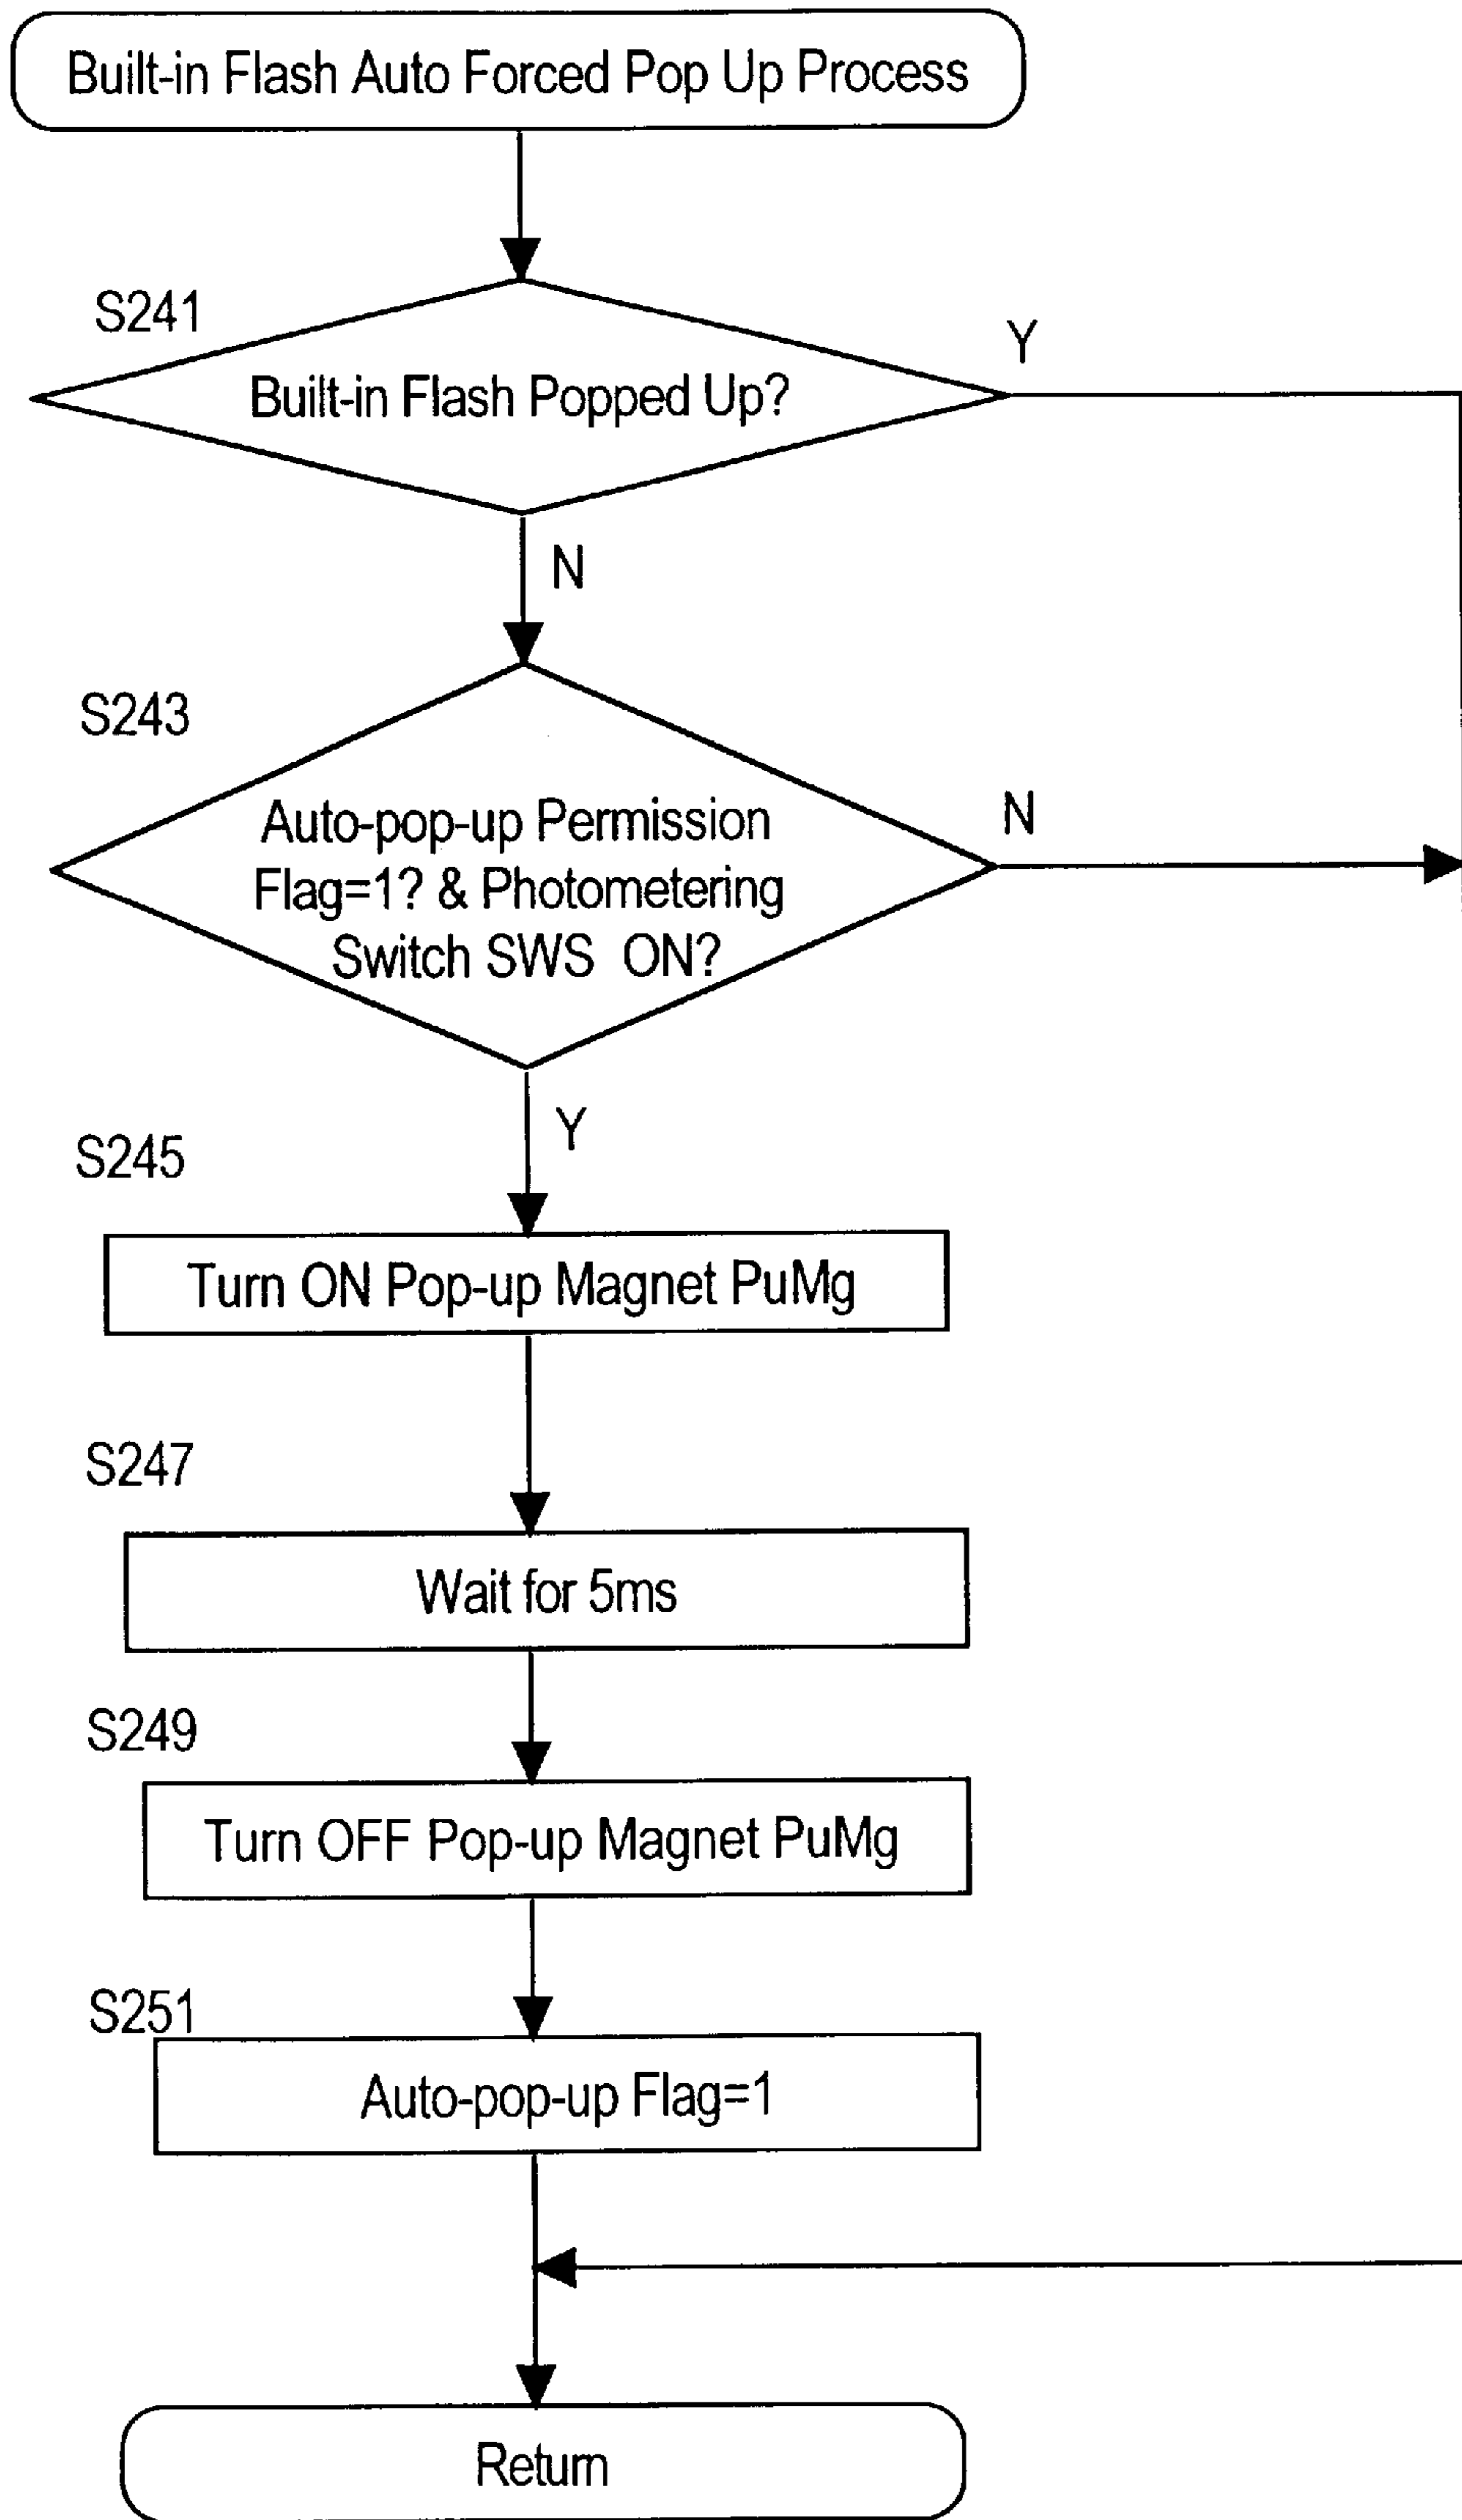 Built-in Flash Auto Forced Pop Up Process
S241
Y
Built-in Flash Popped Up?
N
S243
N
Auto-pop-up Permission
Flag=1? & Photometering
Switch SWS ON?
Y
S245
Turn ON Pop-up Magnet PuMg
S247
Wait for 5ms
S249
Turn OFF Pop-up Magnet PuMg
S251
Auto-pop-up Flag=1
Return